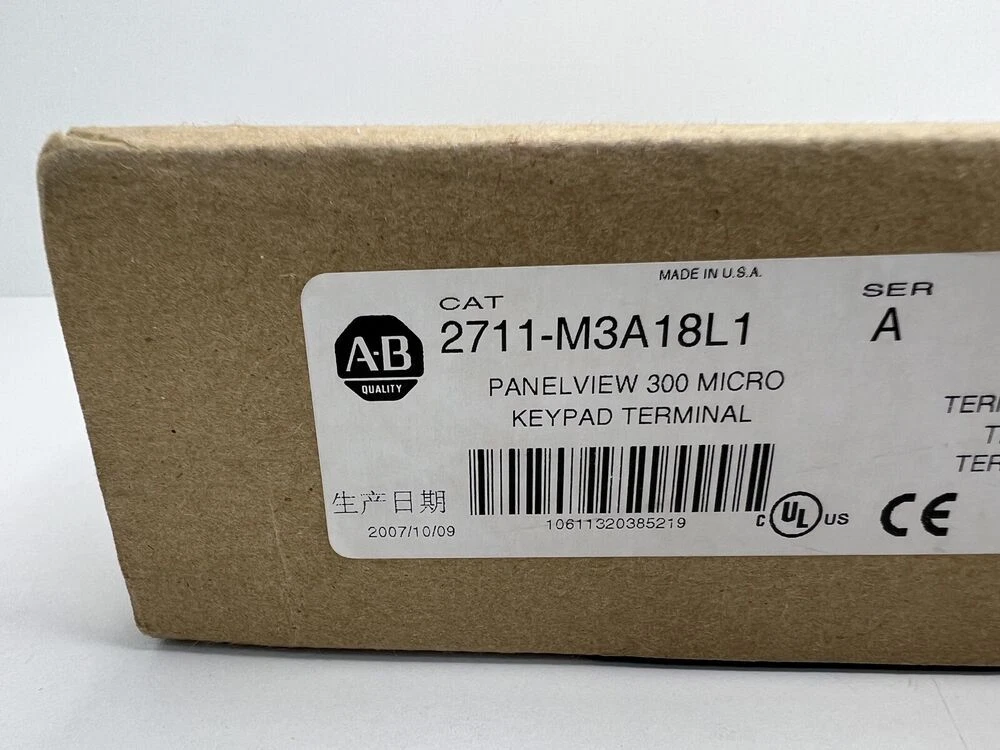 MADE IN U.S.A.
CAT
SER
2711-M3A18L1
A
A-B
QUALITY
PANELVIEW 300 MICRO
KEYPAD TERMINAL
生产日期
2007/10/09
10611320385219
C UL US
CE